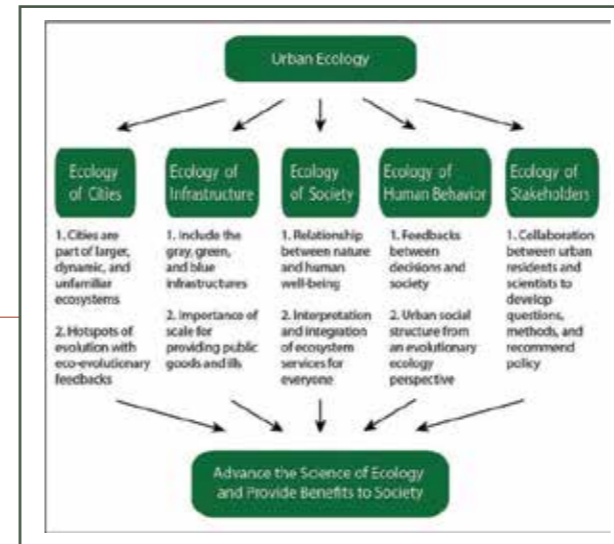 Urban Ecology
Ecology
of Cities
1. Cities are
part of larger,
dynamic, and
unfamiliar
ecosystems
2. Hotspots of
evolution with
eco-evolutionary
feedbacks
Ecology of
Infrastructure
1. Include the
gray, green,
and blue
infrastructures
2. Importance of
scale for
providing public
goods and ills
Ecology
of Society
1. Relationship
between nature
and human
well-being
2. Interpretation
and integration
of ecosystem
services for
everyone
Ecology of
Human Behavior
1. Feedbacks
between
decisions and
society
2. Urban social
structure from
an evolutionary
ecology
perspective
Ecology of
Stakeholders
1. Collaboration
between urban
residents and
scientists to
develop
questions,
methods, and
recommend
policy
Advance the Science of Ecology
and Provide Benefits to Society